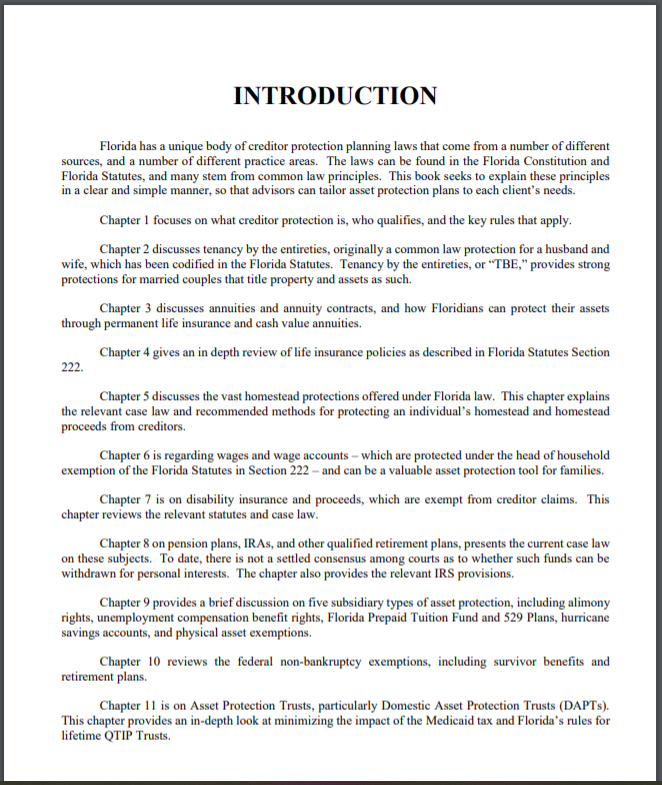 INTRODUCTION
Florida has a unique body of creditor protection planning laws that come from a number of different
sources, and a number of different practice areas. The laws can be found in the Florida Constitution and
Florida Statutes, and many stem from common law principles. This book seeks to explain these principles
in a clear and simple manner, so that advisors can tailor asset protection plans to each client's needs.
Chapter 1 focuses on what creditor protection is, who qualifies, and the key rules that apply.
Chapter 2 discusses tenancy by the entireties, originally a common law protection for a husband and
wife, which has been codified in the Florida Statutes. Tenancy by the entireties, or “TBE,” provides strong
protections for married couples that title property and assets as such.
Chapter 3 discusses annuities and annuity contracts, and how Floridians can protect their assets
through permanent life insurance and cash value annuities.
Chapter 4 gives an in depth review of life insurance policies as described in Florida Statutes Section
222.
Chapter 5 discusses the vast homestead protections offered under Florida law. This chapter explains
the relevant case law and recommended methods for protecting an individual's homestead and homestead
proceeds from creditors.
Chapter 6 is regarding wages and wage accounts – which are protected under the head of household
exemption of the Florida Statutes in Section 222 – and can be a valuable asset protection tool for families.
Chapter 7 is on disability insurance and proceeds, which are exempt from creditor claims. This
chapter reviews the relevant statutes and case law.
Chapter 8 on pension plans, IRAs, and other qualified retirement plans, presents the current case law
on these subjects. To date, there is not a settled consensus among courts as to whether such funds can be
withdrawn for personal interests. The chapter also provides the relevant IRS provisions.
Chapter 9 provides a brief discussion on five subsidiary types of asset protection, including alimony
rights, unemployment compensation benefit rights, Florida Prepaid Tuition Fund and 529 Plans, hurricane
savings accounts, and physical asset exemptions.
Chapter 10 reviews the federal non-bankruptcy exemptions, including survivor benefits and
retirement plans.
Chapter 11 is on Asset Protection Trusts, particularly Domestic Asset Protection Trusts (DAPTs).
This chapter provides an in-depth look at minimizing the impact of the Medicaid tax and Florida's rules for
lifetime QTIP Trusts.